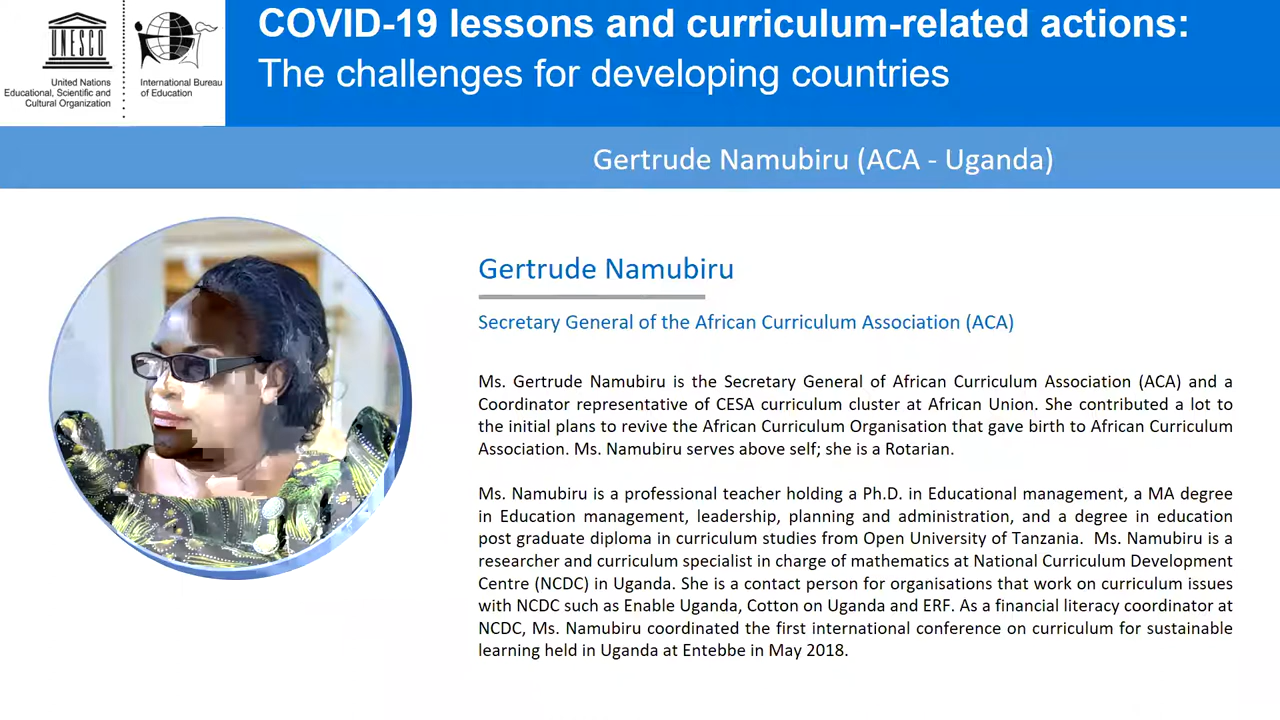 UNESCO
United Nations
Educational, Scientific and
Cultural Organization
International Bureau
of Education
COVID-19 lessons and curriculum-related actions:
The challenges for developing countries
Gertrude Namubiru (ACA - Uganda)
Gertrude Namubiru
Secretary General of the African Curriculum Association (ACA)
Ms. Gertrude Namubiru is the Secretary General of African Curriculum Association (ACA) and a
Coordinator representative of CESA curriculum cluster at African Union. She contributed a lot to
the initial plans to revive the African Curriculum Organisation that gave birth to African Curriculum
Association. Ms. Namubiru serves above self; she is a Rotarian.
Ms. Namubiru is a professional teacher holding a Ph.D. in Educational management, a MA degree
in Education management, leadership, planning and administration, and a degree in education
post graduate diploma in curriculum studies from Open University of Tanzania. Ms. Namubiru is a
researcher and curriculum specialist in charge of mathematics at National Curriculum Development
Centre (NCDC) in Uganda. She is a contact person for organisations that work on curriculum issues
with NCDC such as Enable Uganda, Cotton on Uganda and ERF. As a financial literacy coordinator at
NCDC, Ms. Namubiru coordinated the first international conference on curriculum for sustainable
learning held in Uganda at Entebbe in May 2018.